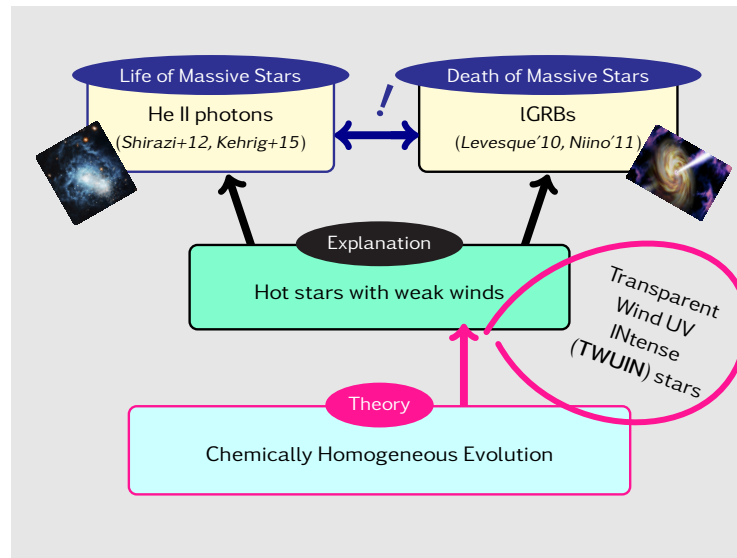 Life of Massive Stars
He II photons
(Shirazi+12, Kehrig+15)
!
Death of Massive Stars
lGRBs
(Levesque'10, Niino'11)
Explanation
Hot stars with weak winds
Transparent
Wind UV
INtense
(TWUIN) stars
Theory
Chemically Homogeneous Evolution